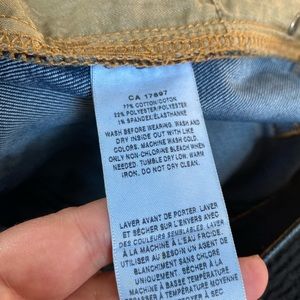 CA 17897
77% COTTON/COTON
22% POLYESTER/POLYESTER
1% SPANDEX/ÉLASTHANNE
WASH BEFORE WEARING. WASH AND
DRY INSIDE OUT WITH LIKE
COLORS. MACHINE WASH COLD.
ONLY NON-CHLORINE BLEACH WHEN
NEEDED. TUMBLE DRY LOW. WARM
IRON. DO NOT DRY CLEAN.
LAVER AVANT DE PORTER. LAVER
ET SÉCHER SUR L'ENVERS AVEC
DES COULEURS SEMBLABLES. LAVER
À LA MACHINE À L'EAU FROIDE.
AU BESOIN UN AGENT DE
BLANCHIMENT SANS CHLORE
UNIQUEMENT. SÉCHER À LA
MACHINE À BASSE TEMPÉRATURE
À TEMPÉRATURE MOYENNE